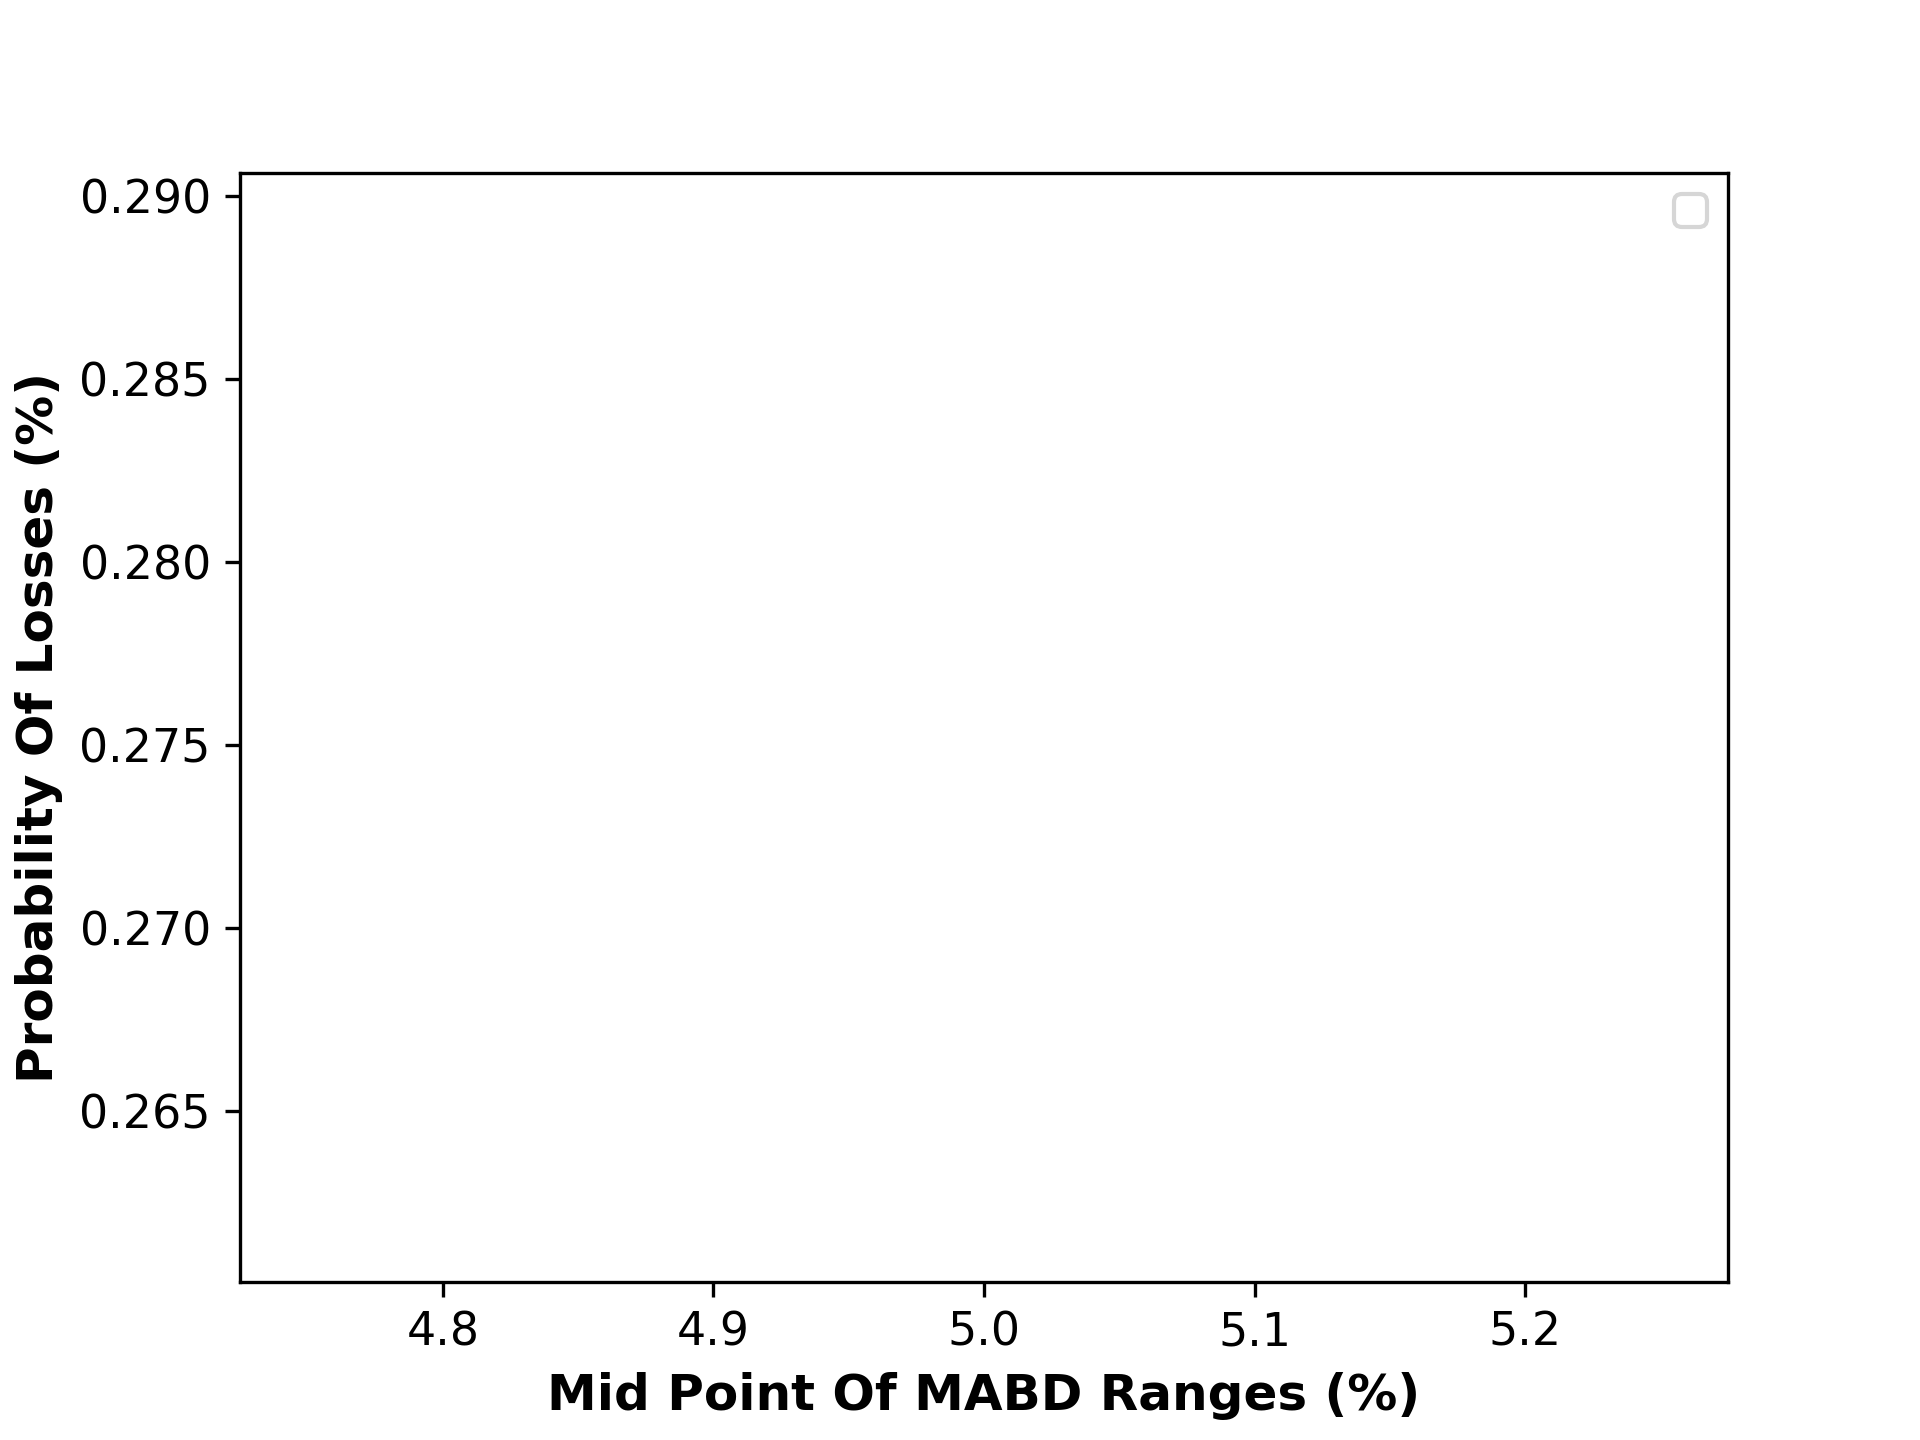 0.290
0.285
0.280
0.275
0.270
0.265
Probability Of Losses (%)
4.8 4.9 5.0 5.1 5.2
Mid Point Of MABD Ranges (%)